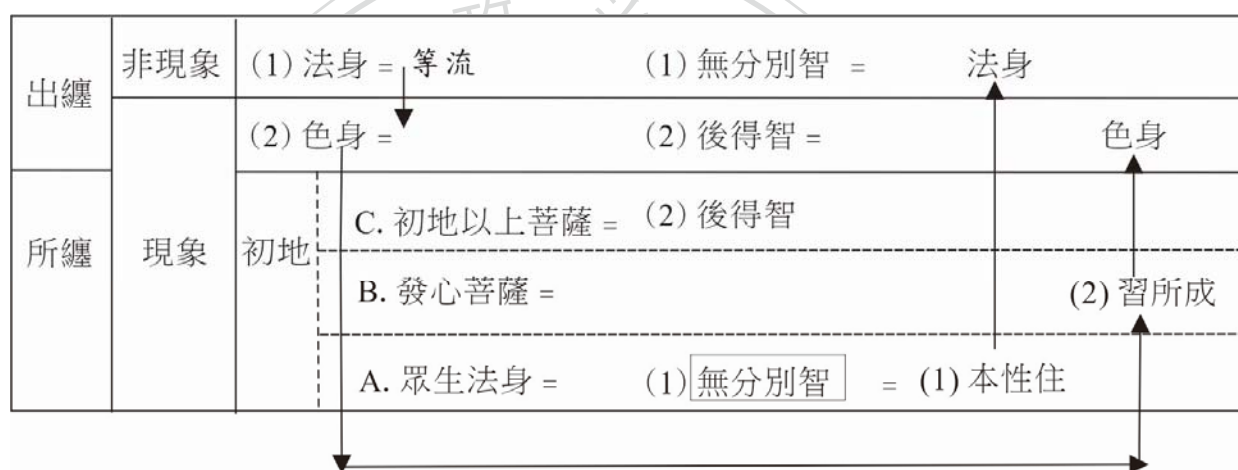 出纏
非現象
(1) 法身 = 等流 (1) 無分別智 = 法身
(2) 色身 = (2) 後得智 = 色身
所纏
現象
初地
C. 初地以上菩薩 = (2) 後得智
B. 發心菩薩 = (2) 習所成
A. 眾生法身 = (1) 無分別智 = (1) 本性住